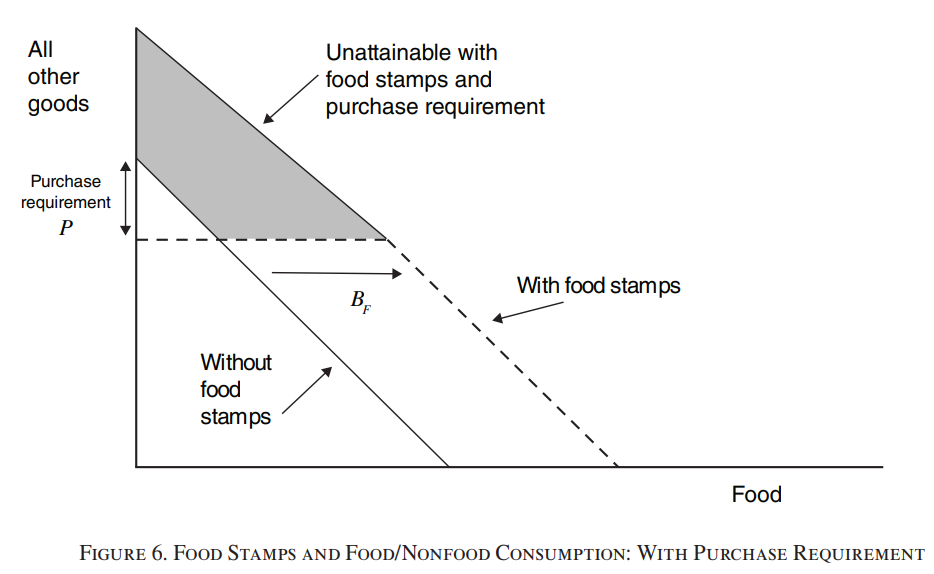 All
other
goods
Unattainable with
food stamps and
purchase requirement
Purchase
requirement
P
With food stamps
B_F
Without
food
stamps
Food
FIGURE 6. FOOD STAMPS AND FOOD/NONFOOD CONSUMPTION: WITH PURCHASE REQUIREMENT